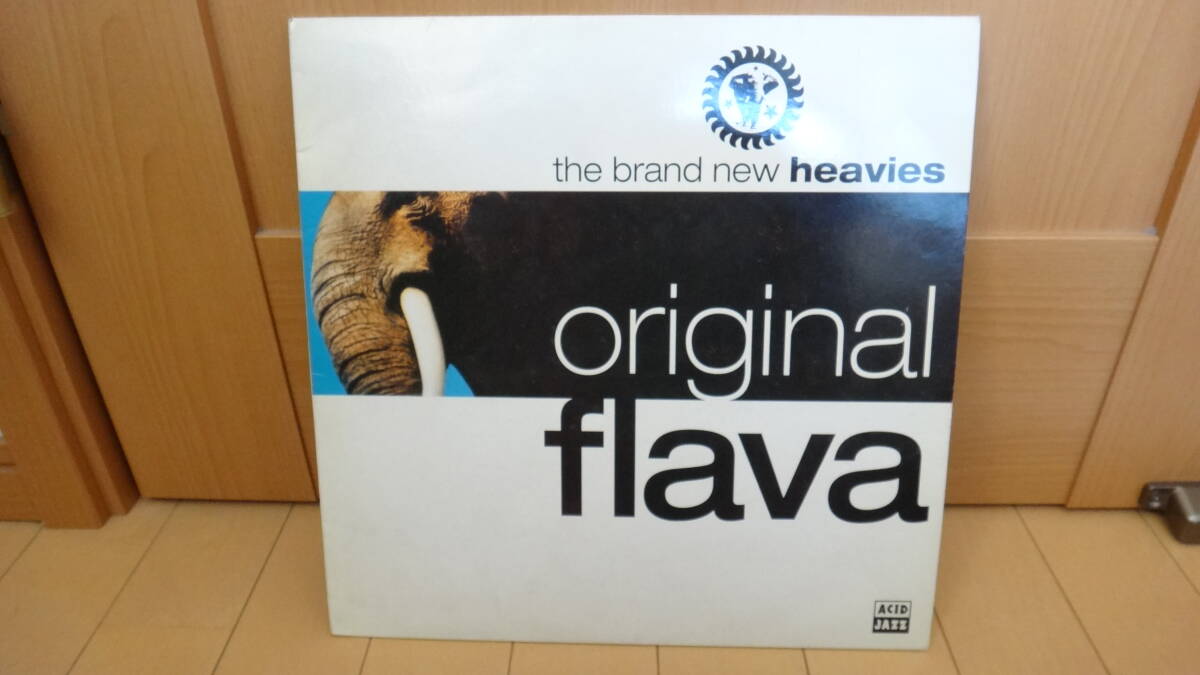 the brand new heavies
original
flava
ACID
JAZZ